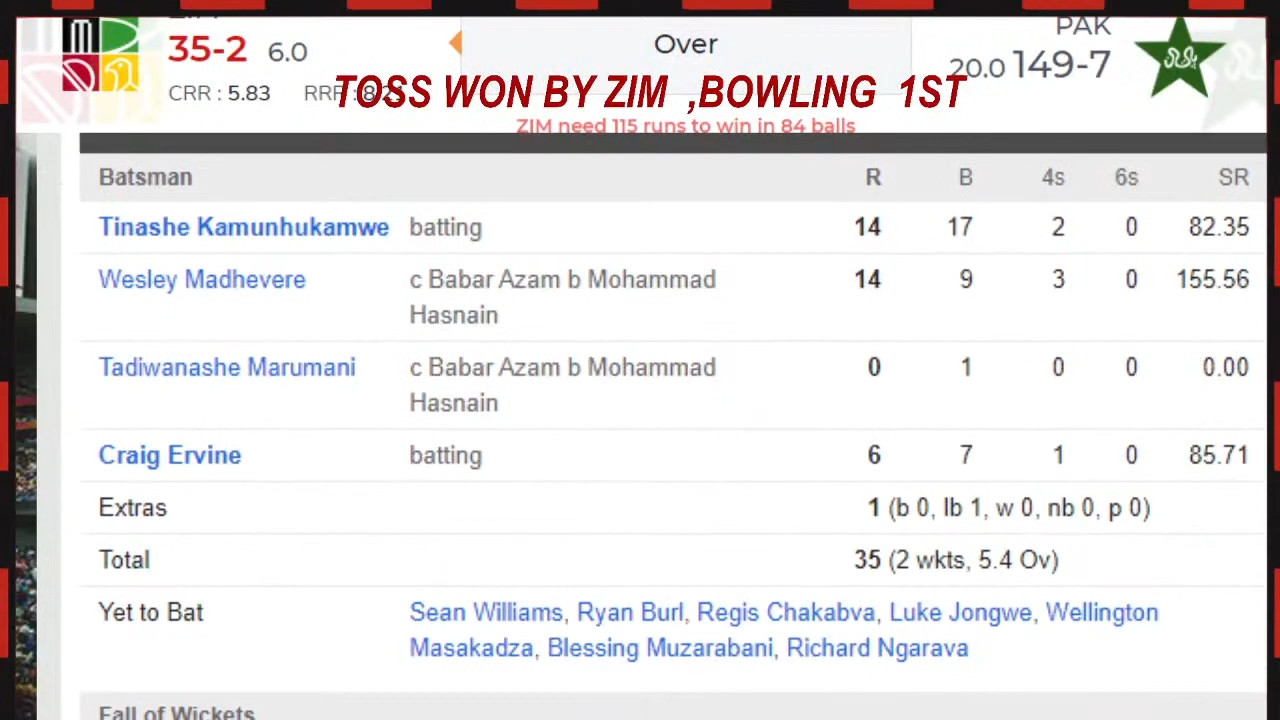 35-2 6.0
Over
PAK
20.0 149-7
CRR : 5.83 RRR :
TOSS WON BY ZIM ,BOWLING 1ST
ZIM need 115 runs to win in 84 balls
Batsman R B 4s 6s SR
Tinashe Kamunhukamwe batting 14 17 2 0 82.35
Wesley Madhevere c Babar Azam b Mohammad 14 9 3 0 155.56
Hasnain
Tadiwanashe Marumani c Babar Azam b Mohammad 0 1 0 0 0.00
Hasnain
Craig Ervine batting 6 7 1 0 85.71
Extras 1 (b 0, lb 1, w 0, nb 0, p 0)
Total 35 (2 wkts, 5.4 Ov)
Yet to Bat Sean Williams, Ryan Burl, Regis Chakabva, Luke Jongwe, Wellington
Masakadza, Blessing Muzarabani, Richard Ngarava
Fall of Wickets